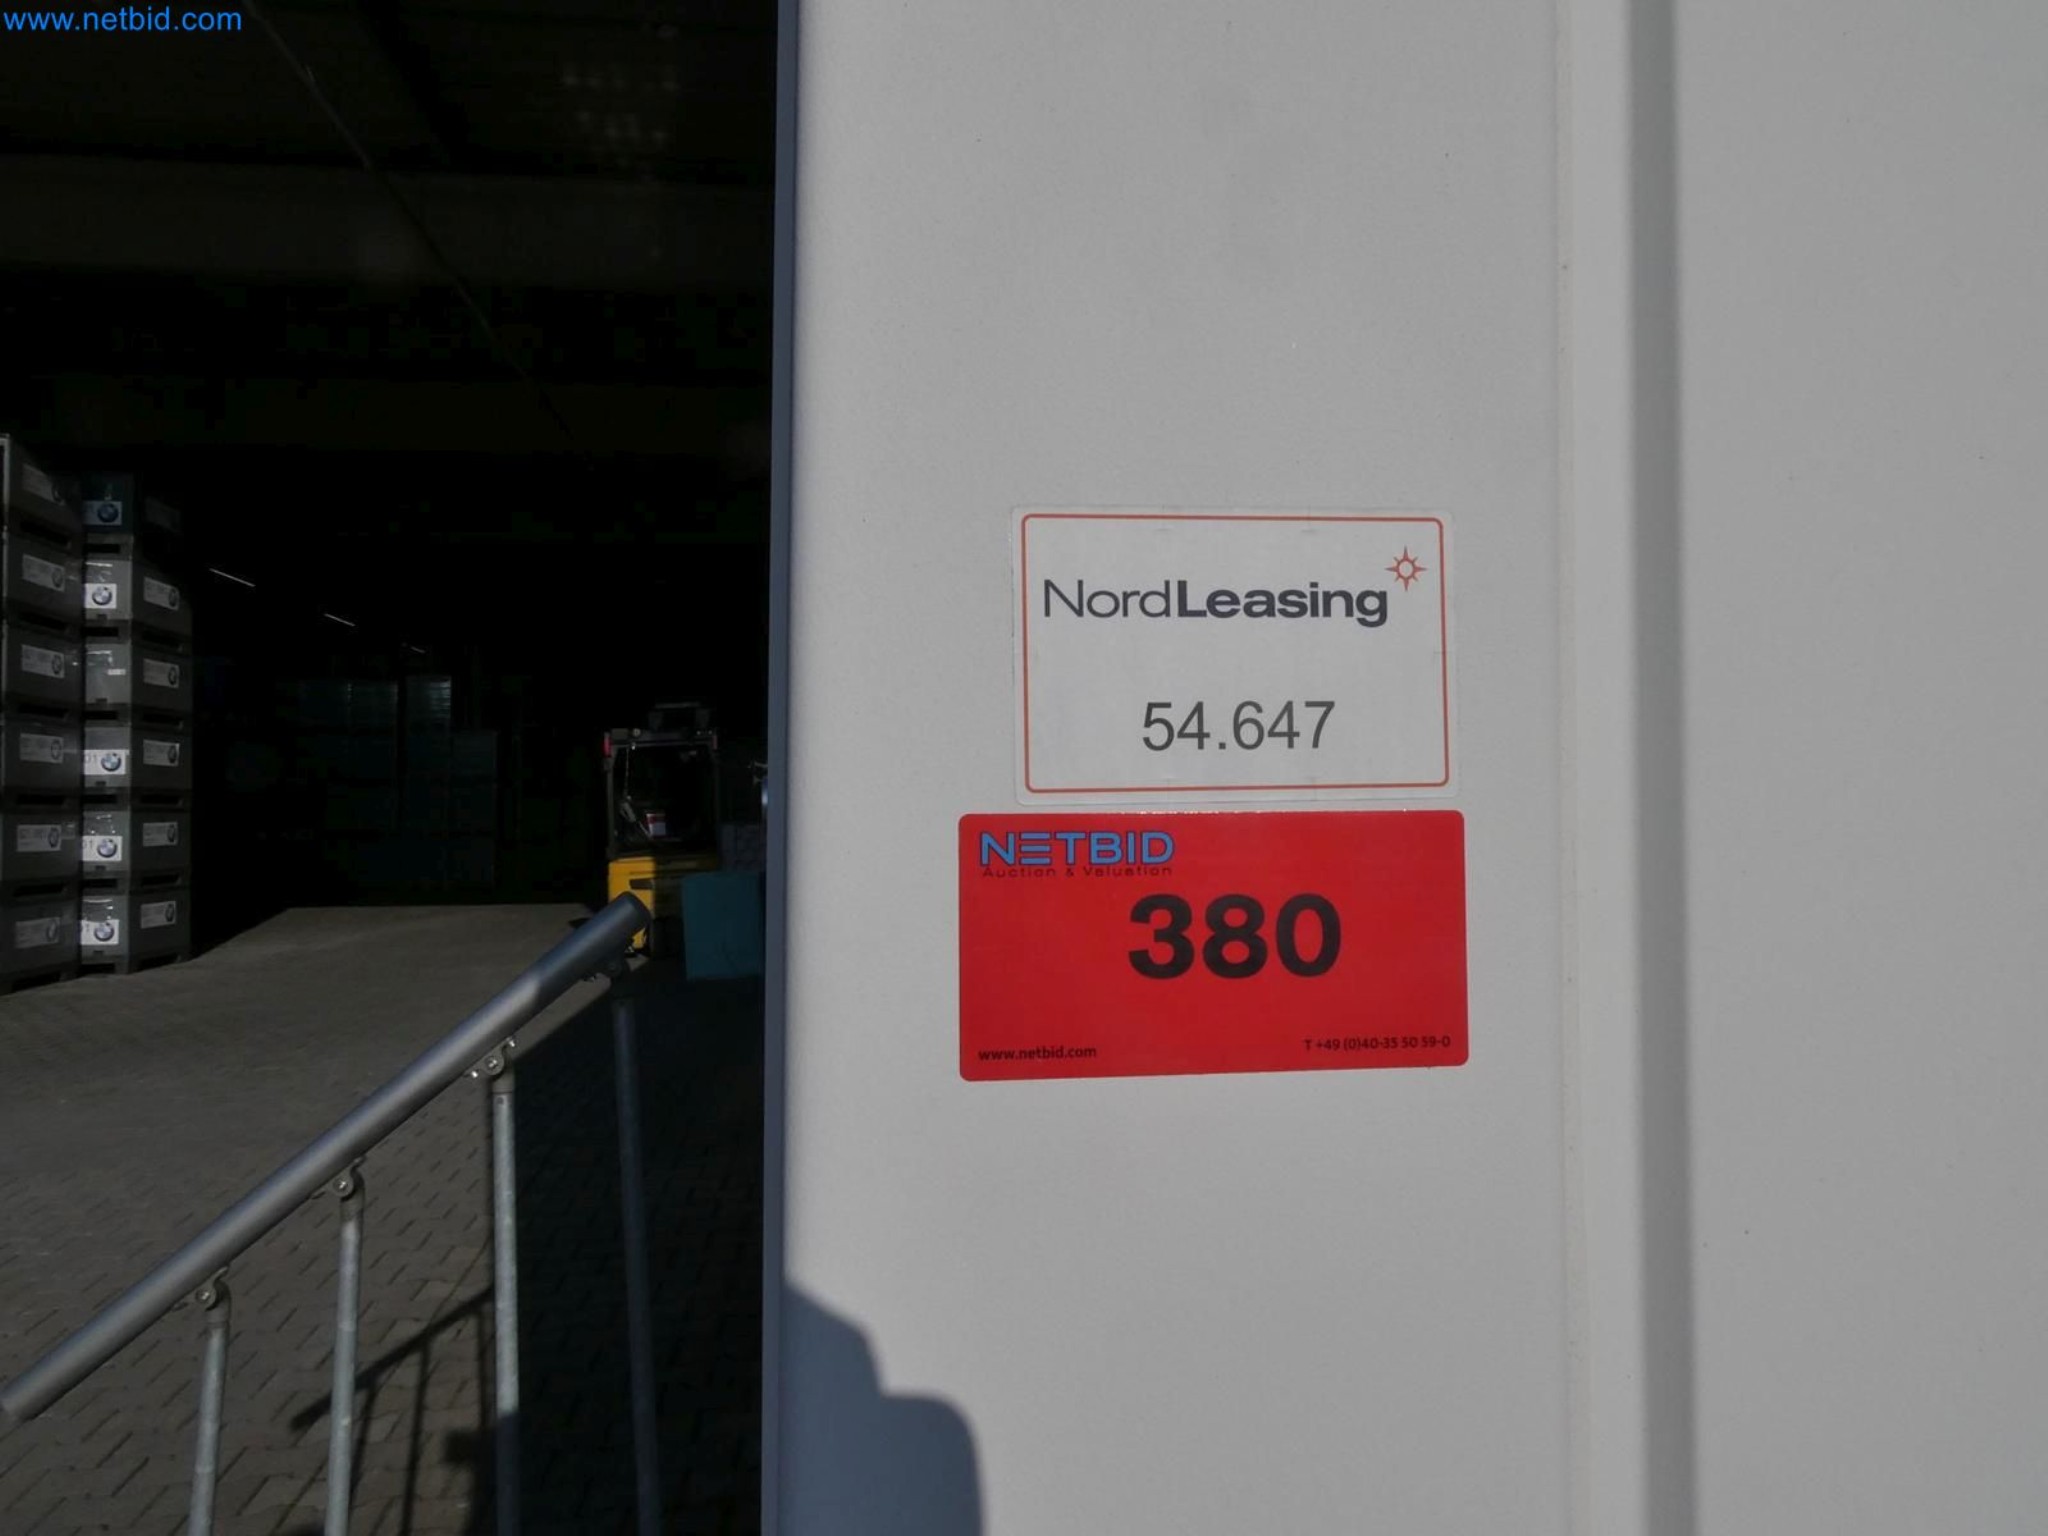 www.netbid.com
NordLeasing
54.647
NETBID
Auction & Valuation
380
www.netbid.com
T +49 (0)40-35 50 59-0